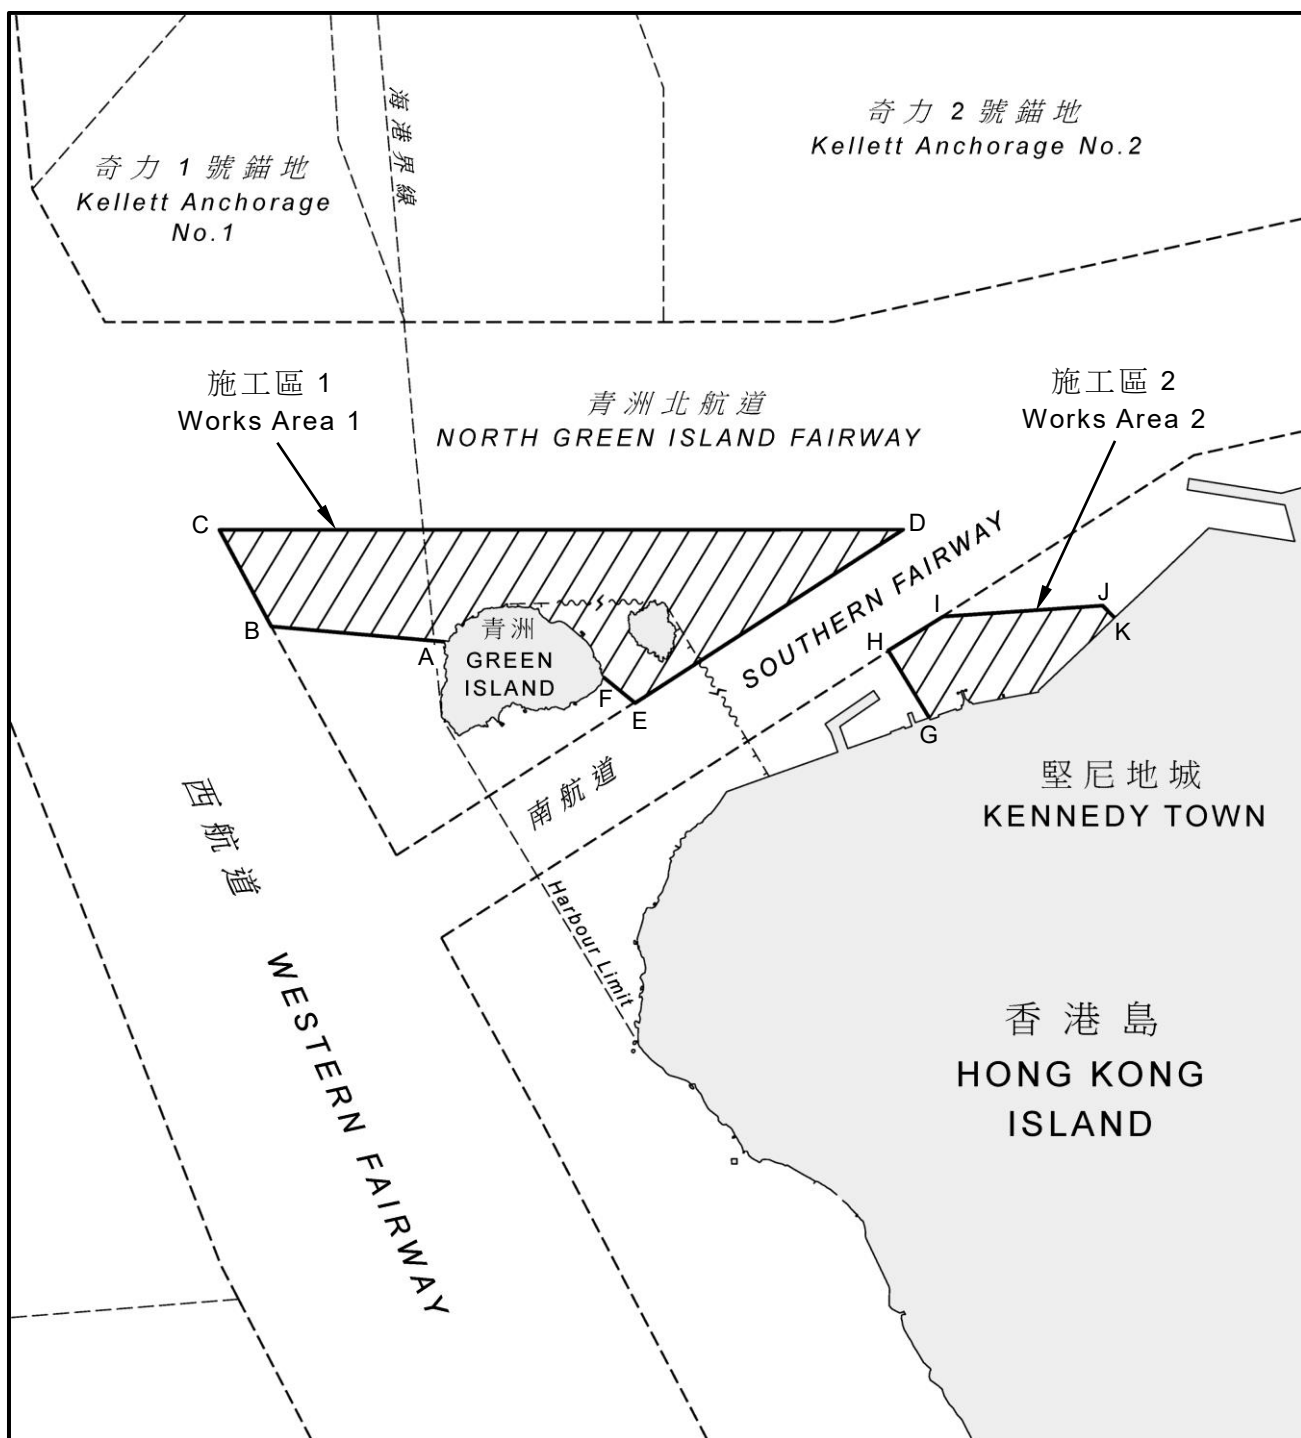 奇力 1 號錨地
Kellett Anchorage
No.1
海港界線
奇力 2 號錨地
Kellett Anchorage No.2
施工區 1
Works Area 1
青洲北航道
NORTH GREEN ISLAND FAIRWAY
施工區 2
Works Area 2
C
D
B
A
青洲
GREEN
ISLAND
F
E
SOUTHERN FAIRWAY
南航道
H
I
J
K
G
堅尼地城
KENNEDY TOWN
西航道
WESTERN FAIRWAY
Harbour Limit
香港島
HONG KONG
ISLAND